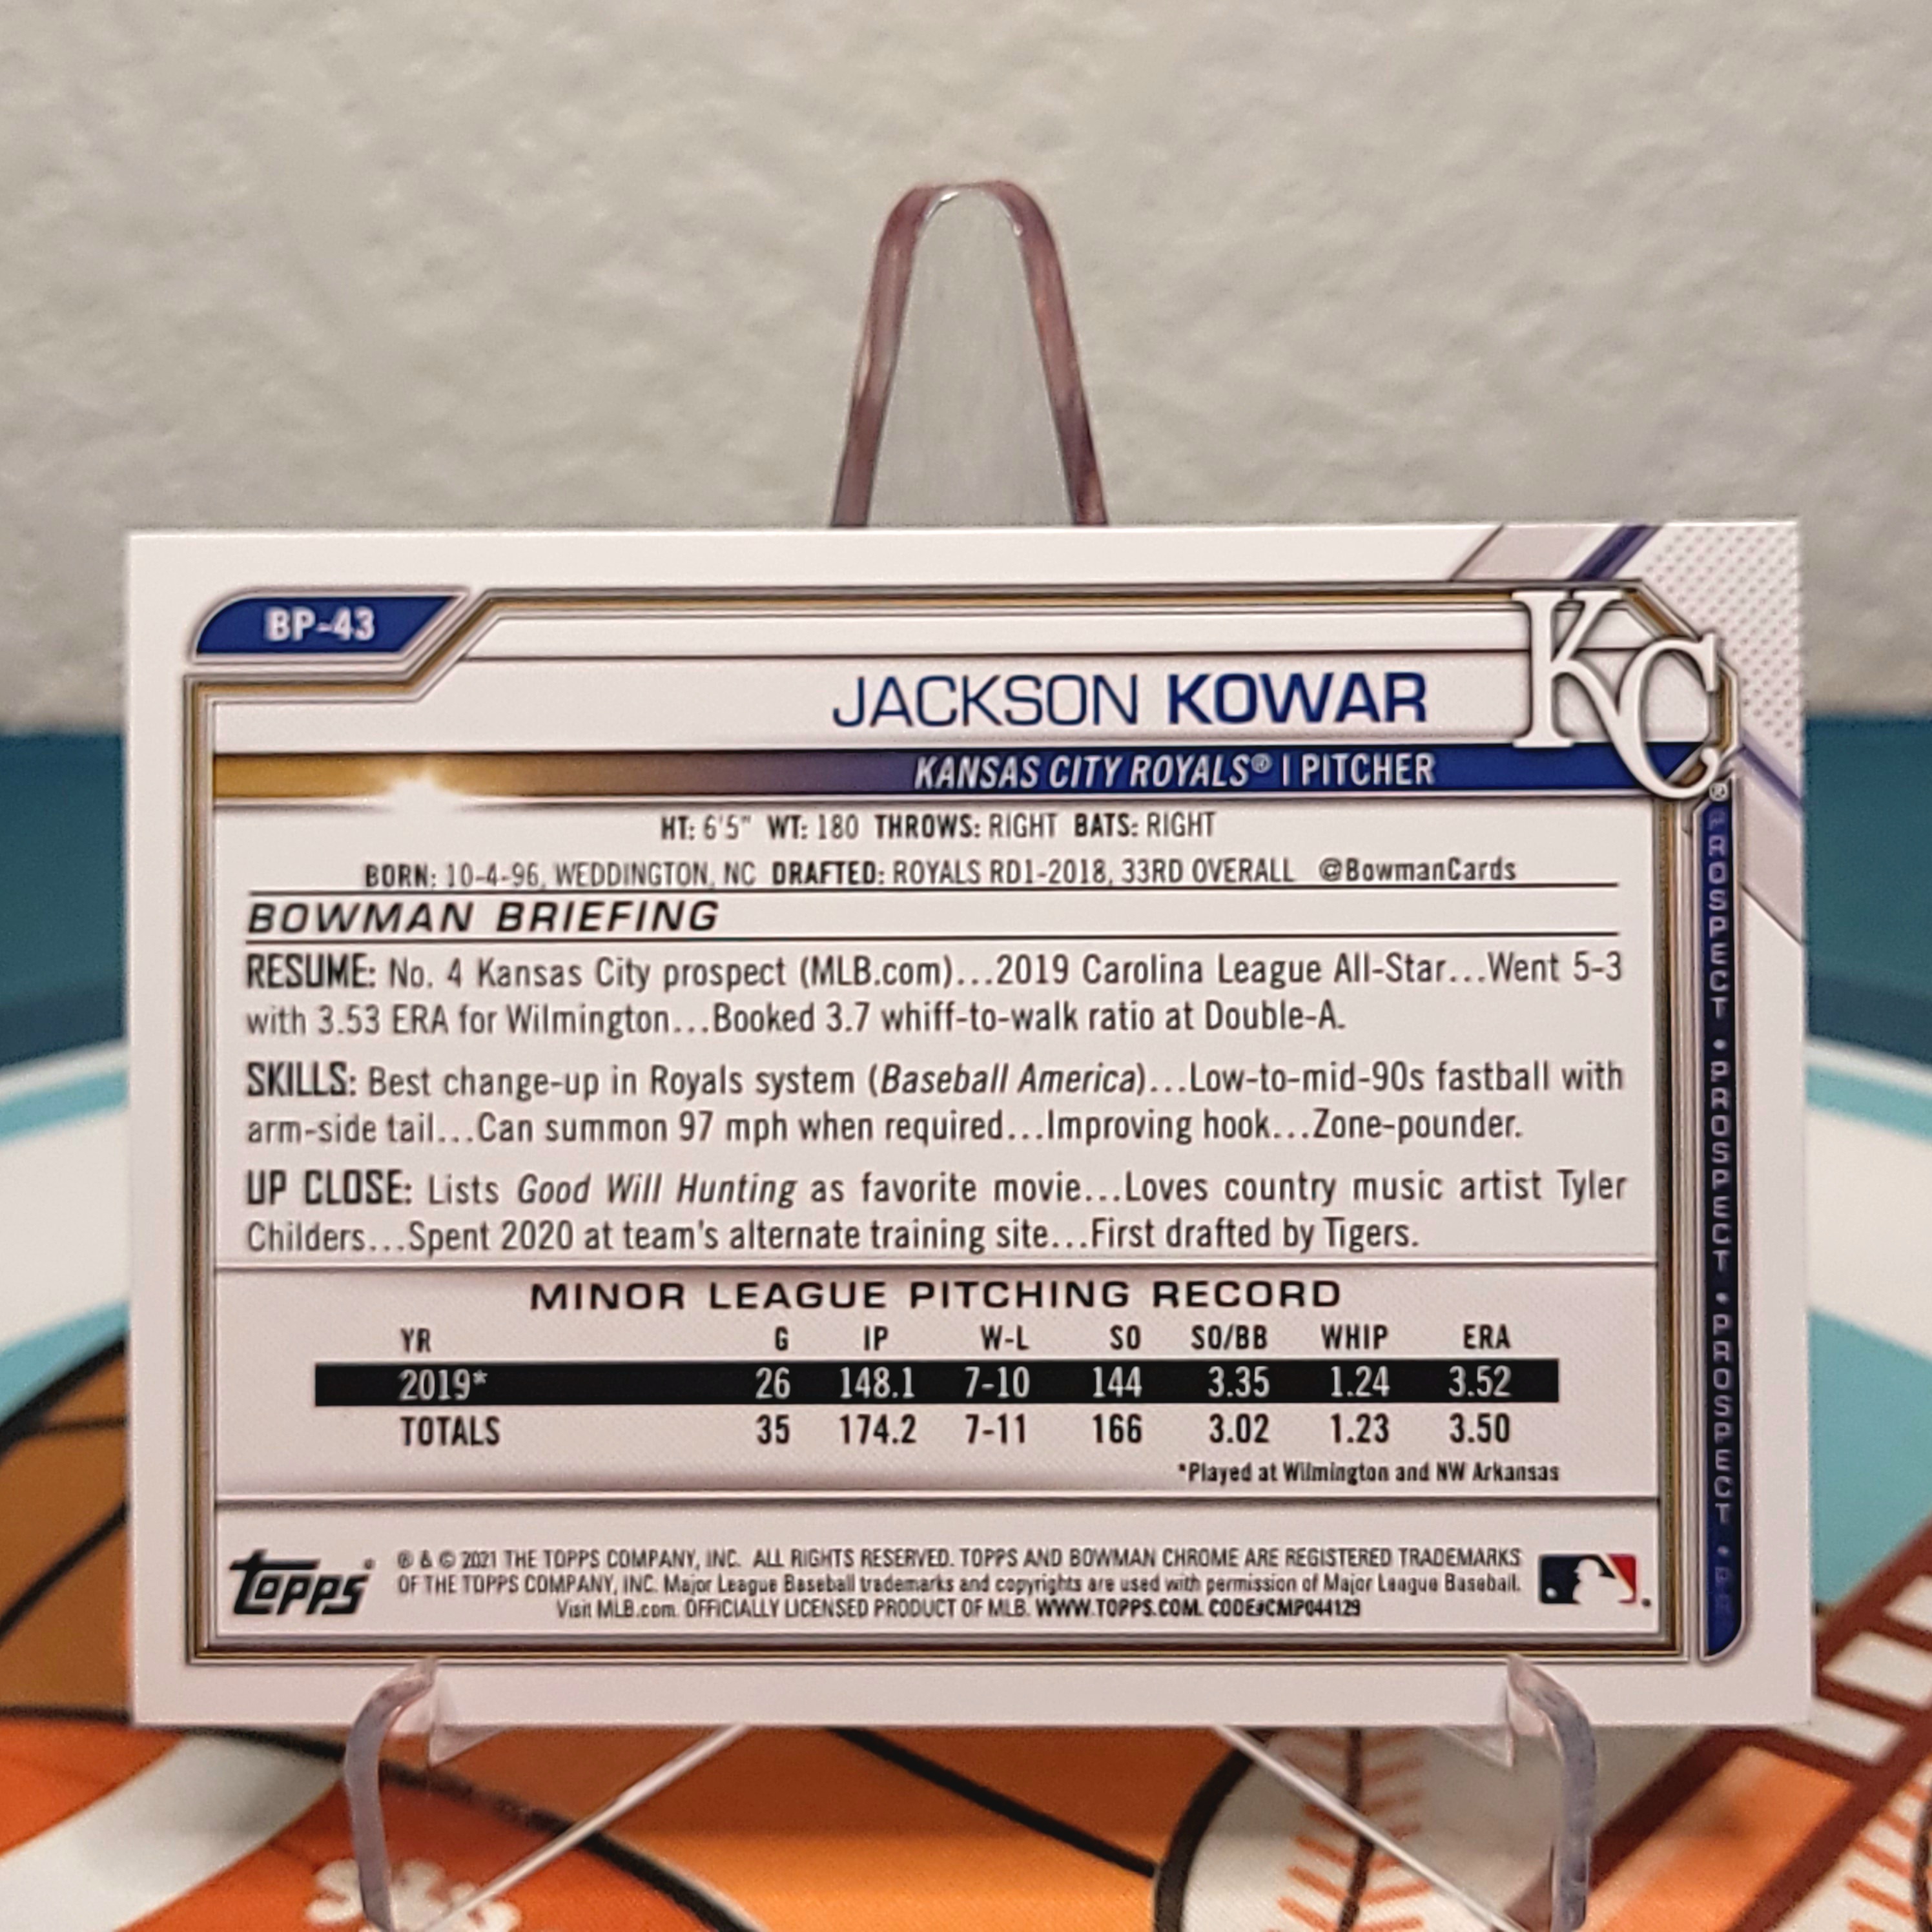 BP-43
KC
JACKSON KOWAR
KANSAS CITY ROYALS® | PITCHER
HT: 6'5" WT: 180 THROWS: RIGHT BATS: RIGHT
BORN: 10-4-96, WEDDINGTON, NC DRAFTED: ROYALS RD1-2018, 33RD OVERALL @BowmanCards
BOWMAN BRIEFING
RESUME: No. 4 Kansas City prospect (MLB.com)...2019 Carolina League All-Star...Went 5-3
with 3.53 ERA for Wilmington...Booked 3.7 whiff-to-walk ratio at Double-A.
SKILLS: Best change-up in Royals system (Baseball America)...Low-to-mid-90s fastball with
arm-side tail...Can summon 97 mph when required...Improving hook...Zone-pounder.
UP CLOSE: Lists Good Will Hunting as favorite movie...Loves country music artist Tyler
Childers...Spent 2020 at team's alternate training site...First drafted by Tigers.
MINOR LEAGUE PITCHING RECORD
YR G IP W-L SO SO/BB WHIP ERA
2019* 26 148.1 7-10 144 3.35 1.24 3.52
TOTALS 35 174.2 7-11 166 3.02 1.23 3.50
*Played at Wilmington and NW Arkansas
Topps® ® & © 2021 THE TOPPS COMPANY, INC. ALL RIGHTS RESERVED. TOPPS AND BOWMAN CHROME ARE REGISTERED TRADEMARKS
OF THE TOPPS COMPANY, INC. Major League Baseball trademarks and copyrights are used with permission of Major League Baseball.
Visit MLB.com. OFFICIALLY LICENSED PRODUCT OF MLB. WWW.TOPPS.COM. CODE#CMP044129
PROSPECT • PROSPECT • PROSPECT • PR